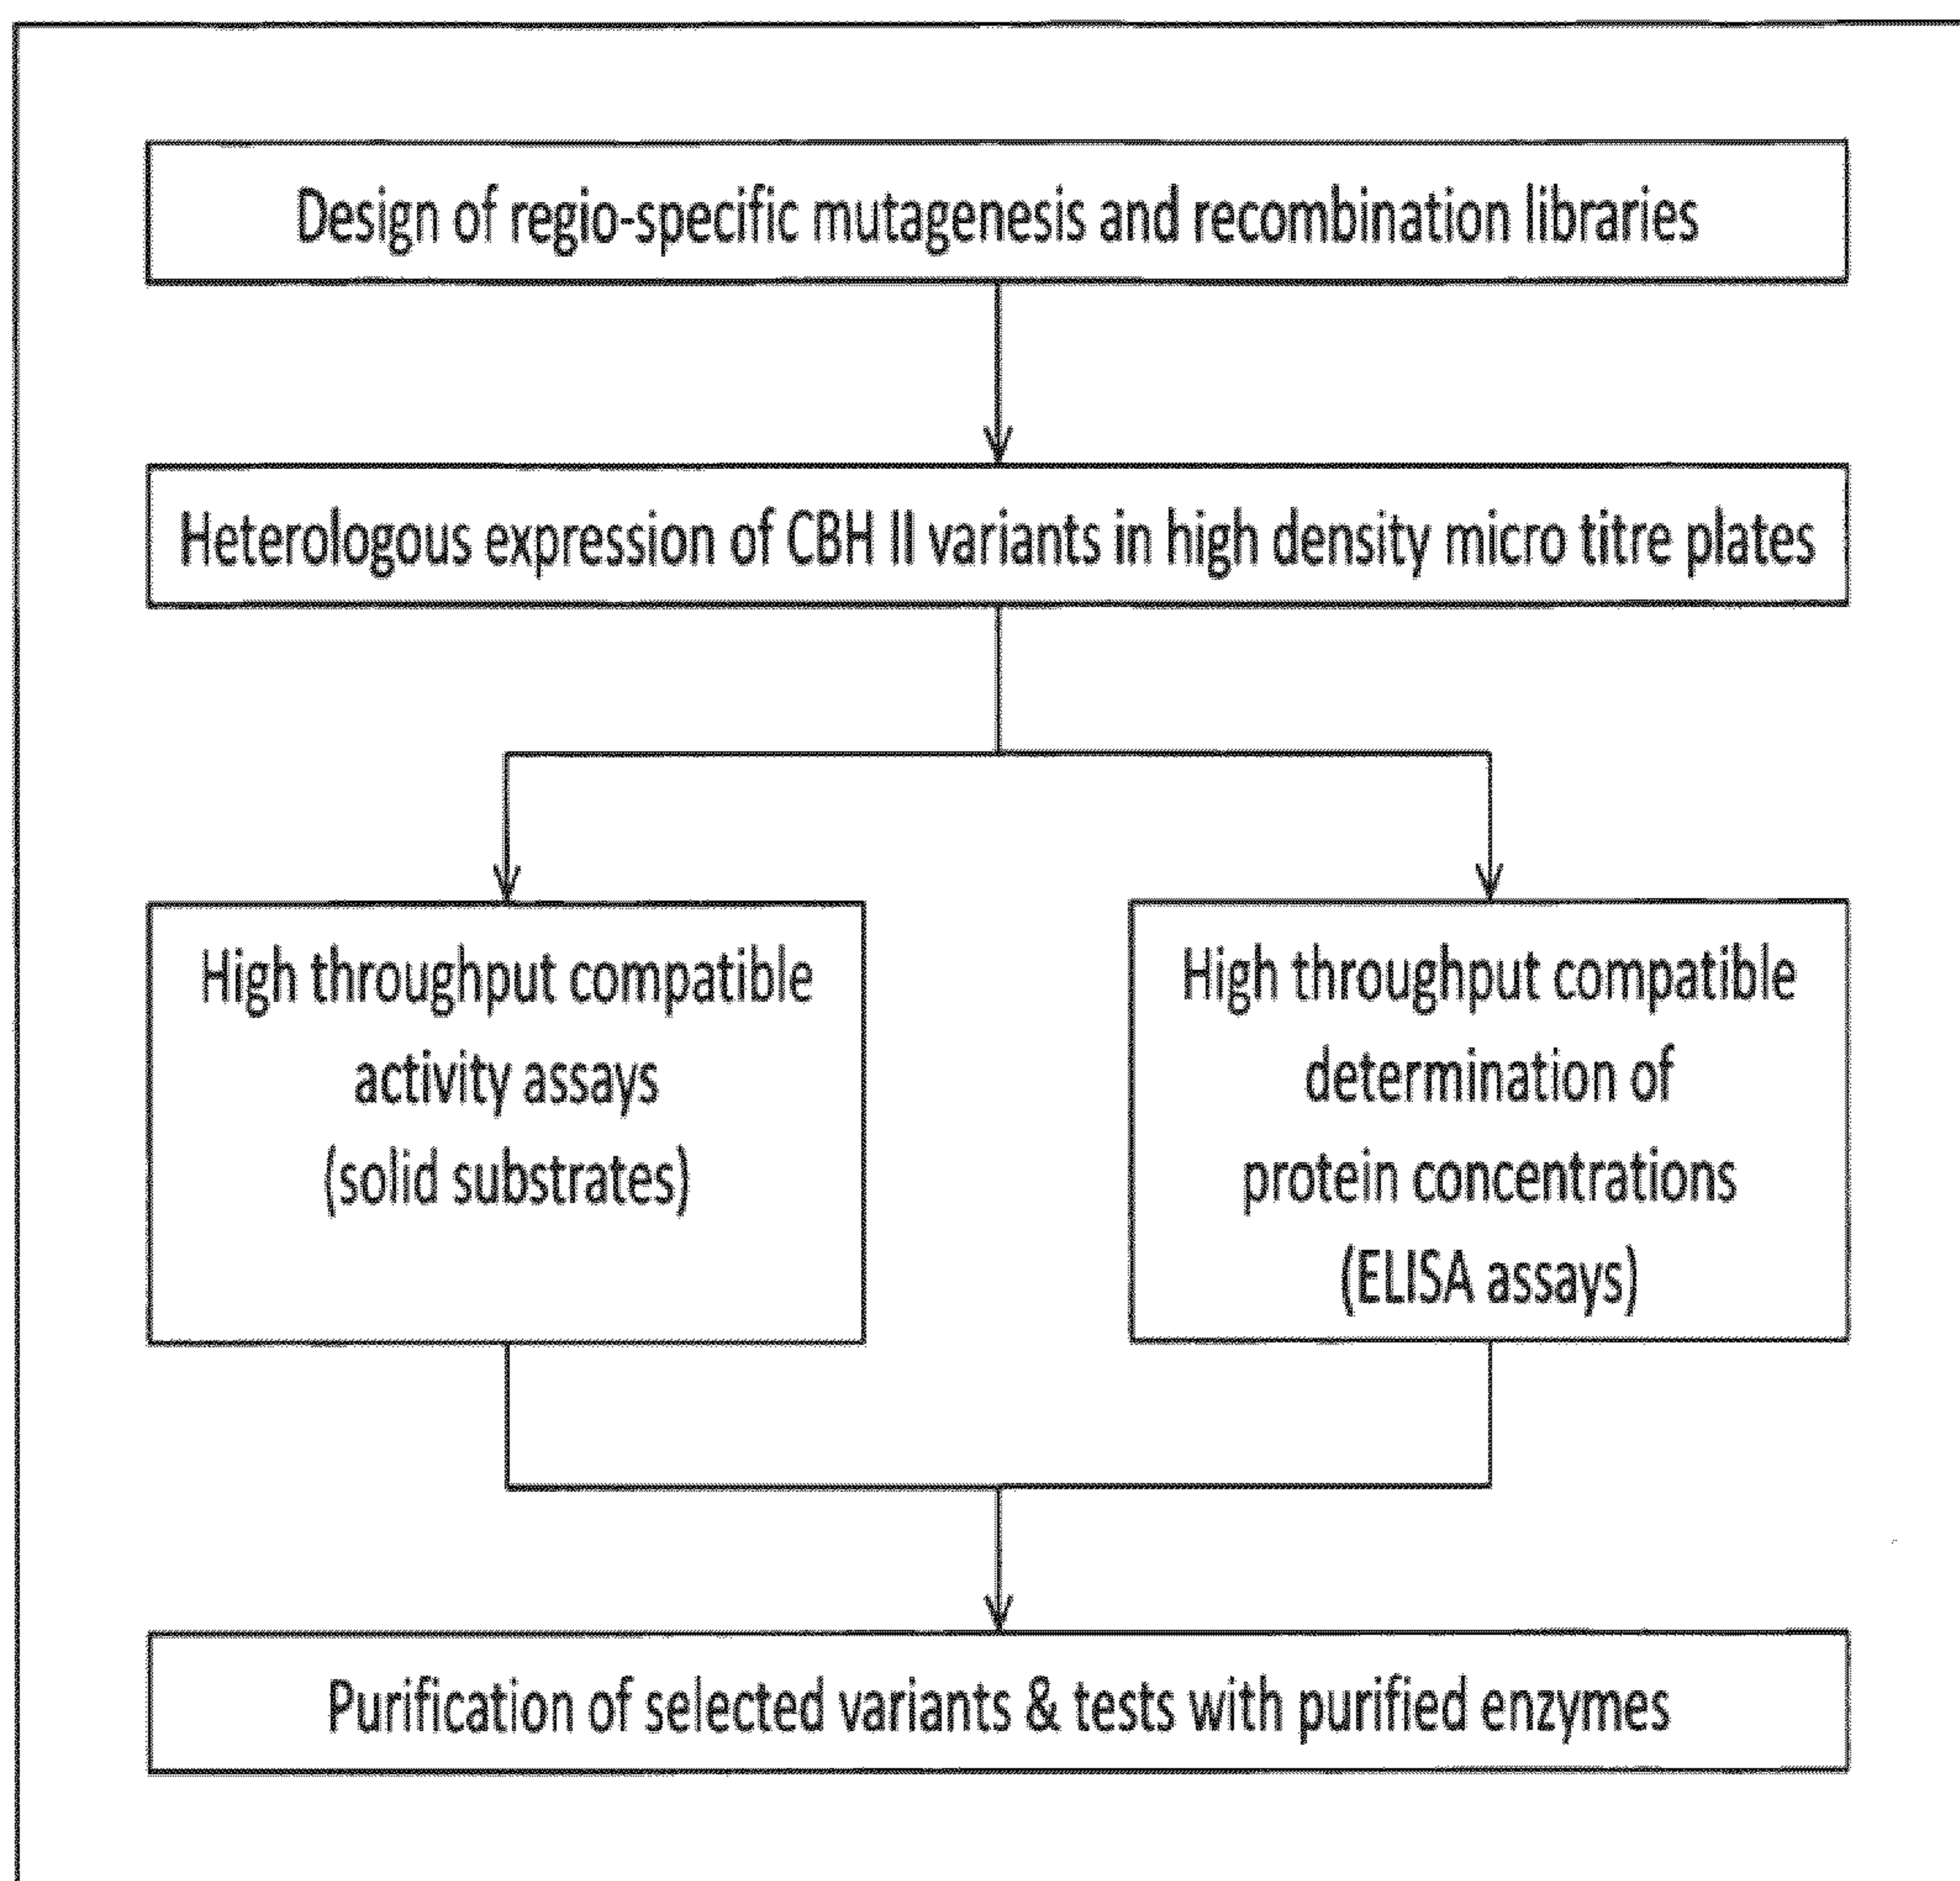 Design of regio-specific mutagenesis and recombination libraries
Heterologous expression of CBH II variants in high density micro titre plates
High throughput compatible
activity assays
(solid substrates)
High throughput compatible
determination of
protein concentrations
(ELISA assays)
Purification of selected variants & tests with purified enzymes